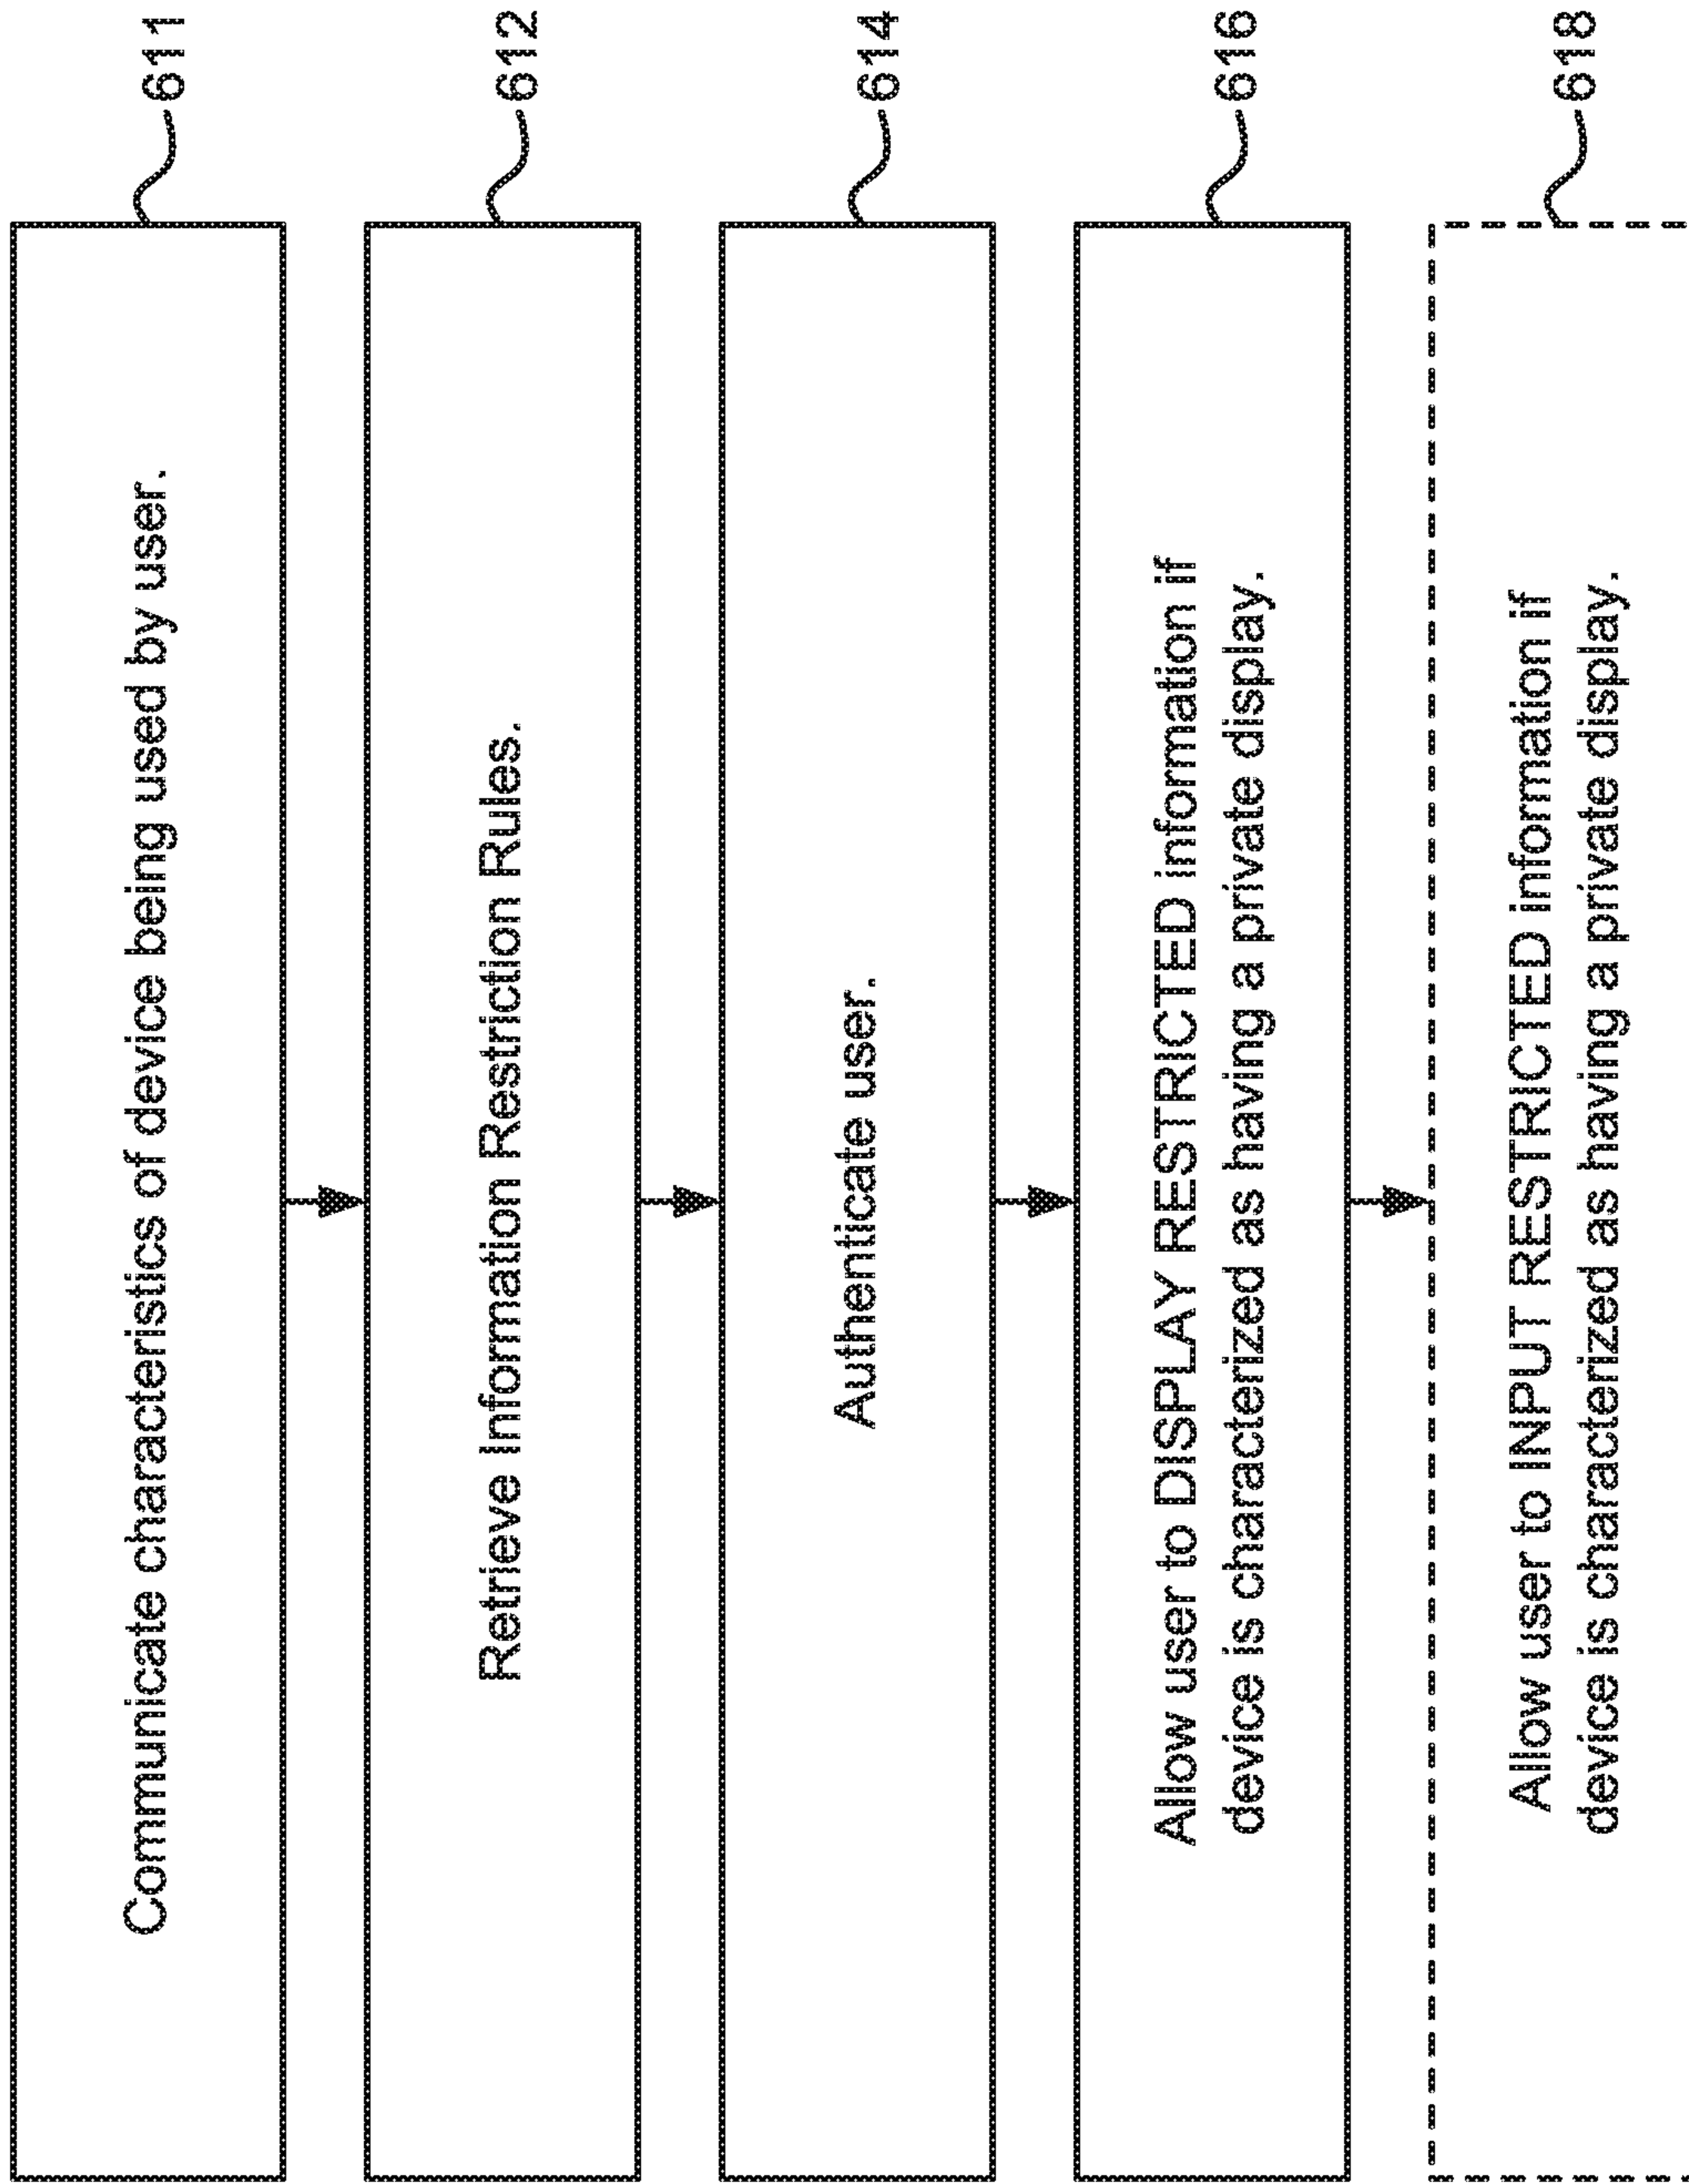 Communicate characteristics of device being used by user.
611
Retrieve Information Restriction Rules.
612
Authenticate user.
614
Allow user to DISPLAY RESTRICTED information if
device is characterized as having a private display.
616
Allow user to INPUT RESTRICTED information if
device is characterized as having a private display.
618